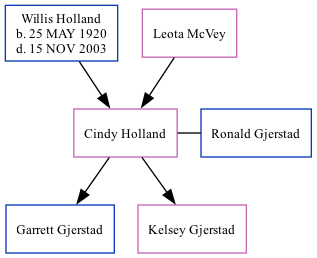 Willis Holland
b. 25 MAY 1920
d. 15 NOV 2003
Leota McVey
Cindy Holland
Ronald Gjerstad
Garrett Gjerstad
Kelsey Gjerstad